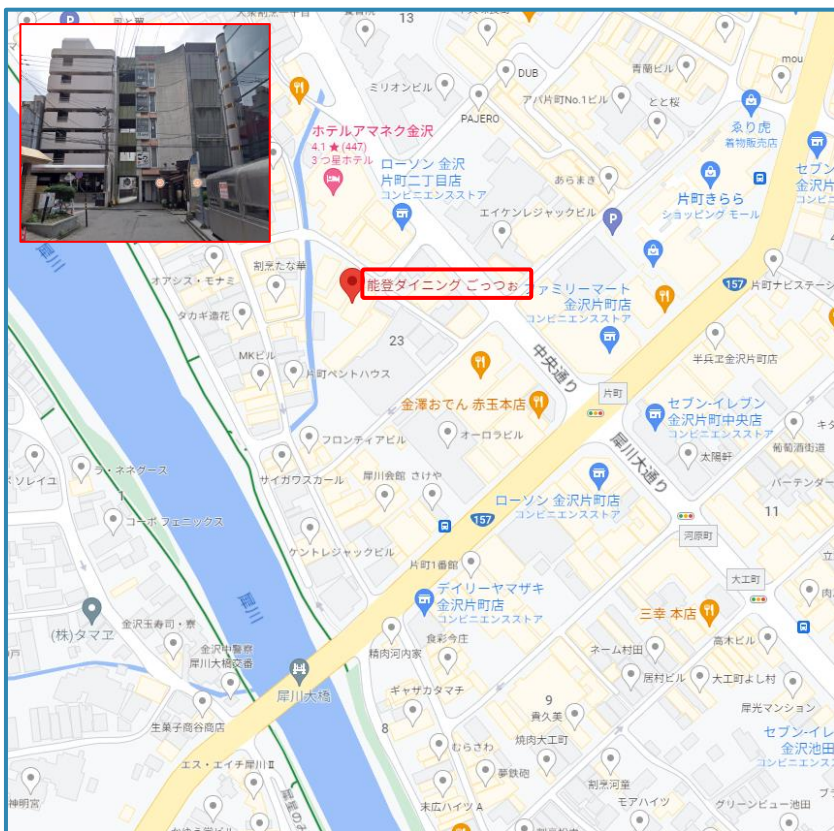 13
DUB
ミリオンビル
PAJERO
青蘭ビル
mou
アパ片町No.1ビル
とと桜
ゑり虎
着物販売店
ホテルアマネク金沢
4.1 ★ (447)
3 つ星ホテル
ローソン 金沢
片町二丁目店
コンビニエンスストア
あらまき
エイケンレジャックビル
片町きらら
ショッピング モール
セブン
金沢片
コンビニ
割烹たな華
オアシス・モナミ
タカギ造花
能登ダイニング ごっつぉ
ファミリーマート
金沢片町店
コンビニエンスストア
157
片町ナビステーシ
23
MKビル
片町ペントハウス
中央通り
半兵ヱ金沢片町店
金澤おでん 赤玉本店
片町
セブン-イレブン
金沢片町中央店
コンビニエンスストア
フロンティアビル
オーロラビル
犀川大通り
太陽軒
葡萄酒街道
キタ
サイガワスカール
犀川会館 さけや
バーテンダー
ソレイユ
ラ・ネネグース
1
コーポ フェニックス
ローソン 金沢片町店
コンビニエンスストア
157
11
河原町
ケントレジャックビル
片町1番館
大工町
立
デイリーヤマザキ
金沢片町店
コンビニエンスストア
三幸 本店
肉
(株)タマヱ
金沢玉寿司・寮
金沢中警察
犀川大橋交番
食彩今庄
精肉河内家
ネーム村田
高木ビル
居村ビル
大工町よし村
犀川
犀川
犀川大橋
ギャザカタマチ
9
貴久美
犀光マンション
生菓子商谷商店
8
むらさわ
焼肉大工町
セブン-イレ
金沢池田
コンビニエンス
エス・エイチ犀川Ⅱ
夢鉄砲
割烹河童
神明宮
末広ハイツ A
モアハイツ
グリーンビュー池田